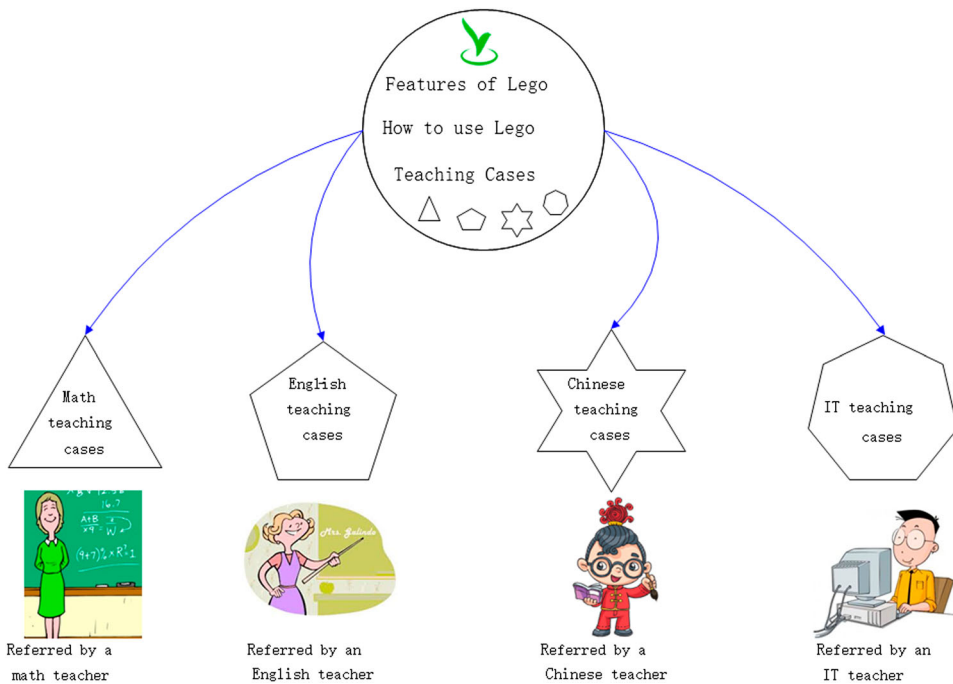 Features of Lego
How to use Lego
Teaching Cases
Math
teaching
cases
English
teaching
cases
Chinese
teaching
cases
IT teaching
cases
16.7
A+B
W
Mrs. Galindo
Referred by a
math teacher
Referred by an
English teacher
Referred by a
Chinese teacher
Referred by an
IT teacher